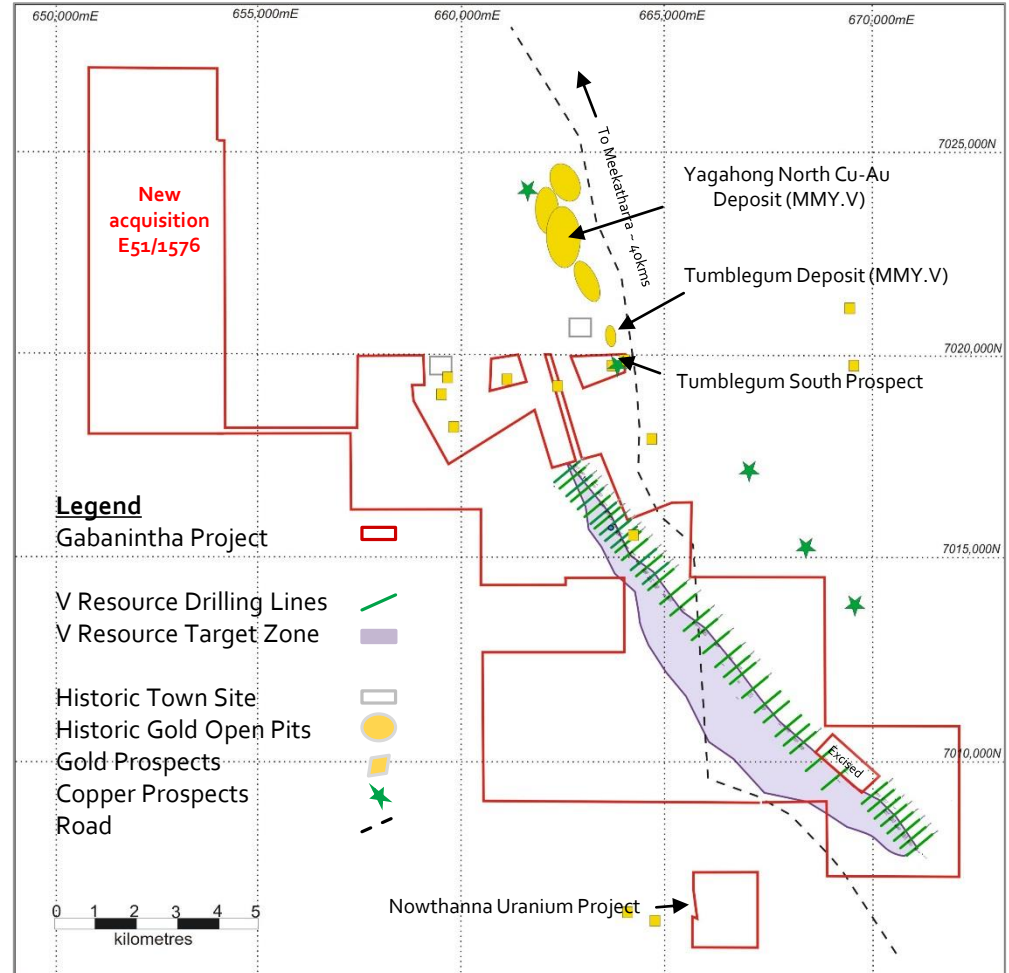 650,000mE
655,000mE
660,000mE
665,000mE
670,000mE
7025,000N
To Meekatharra ~ 40kms
Yagahong North Cu-Au
Deposit (MMY.V)
New
acquisition
E51/1576
Tumblegum Deposit (MMY.V)
7020,000N
Tumblegum South Prospect
Legend
Gabanintha Project
7015,000N
V Resource Drilling Lines
V Resource Target Zone
Historic Town Site
Historic Gold Open Pits
Gold Prospects
Copper Prospects
Road
Excised
7010,000N
Nowthanna Uranium Project
0 1 2 3 4 5
kilometres